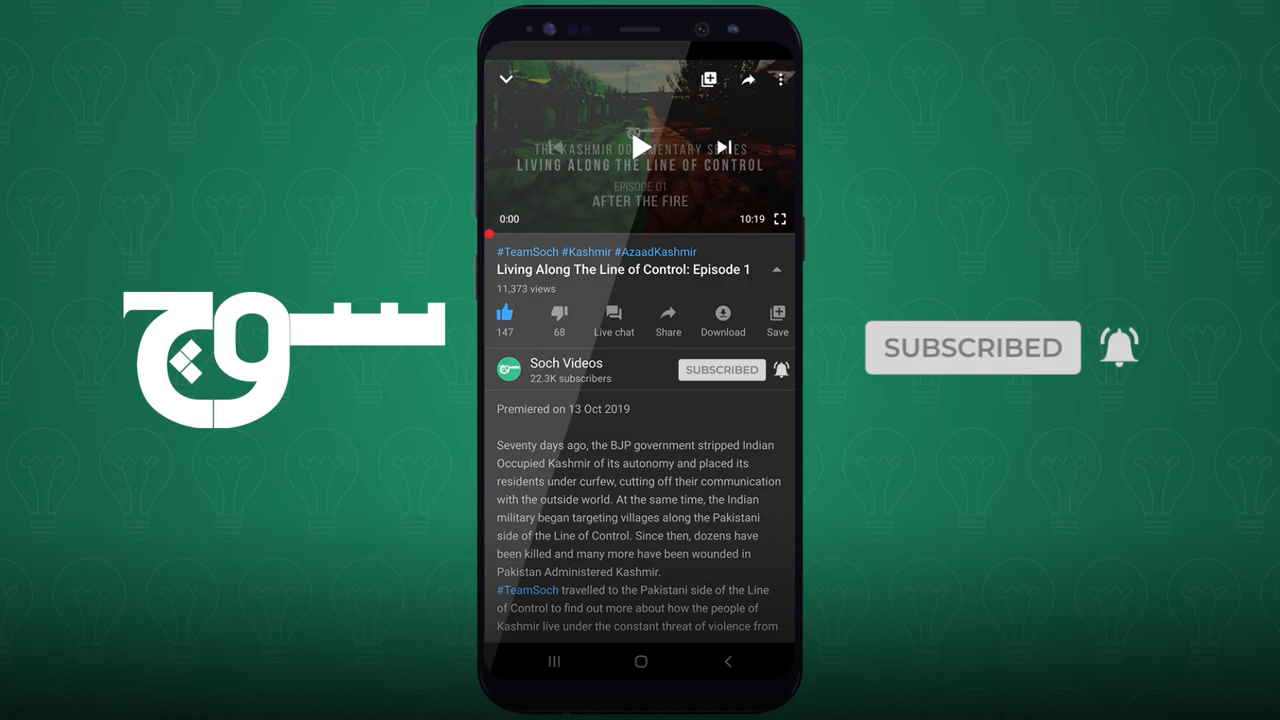 سوچ
THE KASHMIR DOCUMENTARY SERIES
LIVING ALONG THE LINE OF CONTROL
EPISODE 01
AFTER THE FIRE
0:00
10:19
#TeamSoch #Kashmir #AzaadKashmir
Living Along The Line of Control: Episode 1
11,373 views
147
68
Live chat
Share
Download
Save
Soch Videos
22.3K subscribers
SUBSCRIBED
Premiered on 13 Oct 2019
Seventy days ago, the BJP government stripped Indian
Occupied Kashmir of its autonomy and placed its
residents under curfew, cutting off their communication
with the outside world. At the same time, the Indian
military began targeting villages along the Pakistani
side of the Line of Control. Since then, dozens have
been killed and many more have been wounded in
Pakistan Administered Kashmir.
#TeamSoch travelled to the Pakistani side of the Line
of Control to find out more about how the people of
Kashmir live under the constant threat of violence from
SUBSCRIBED